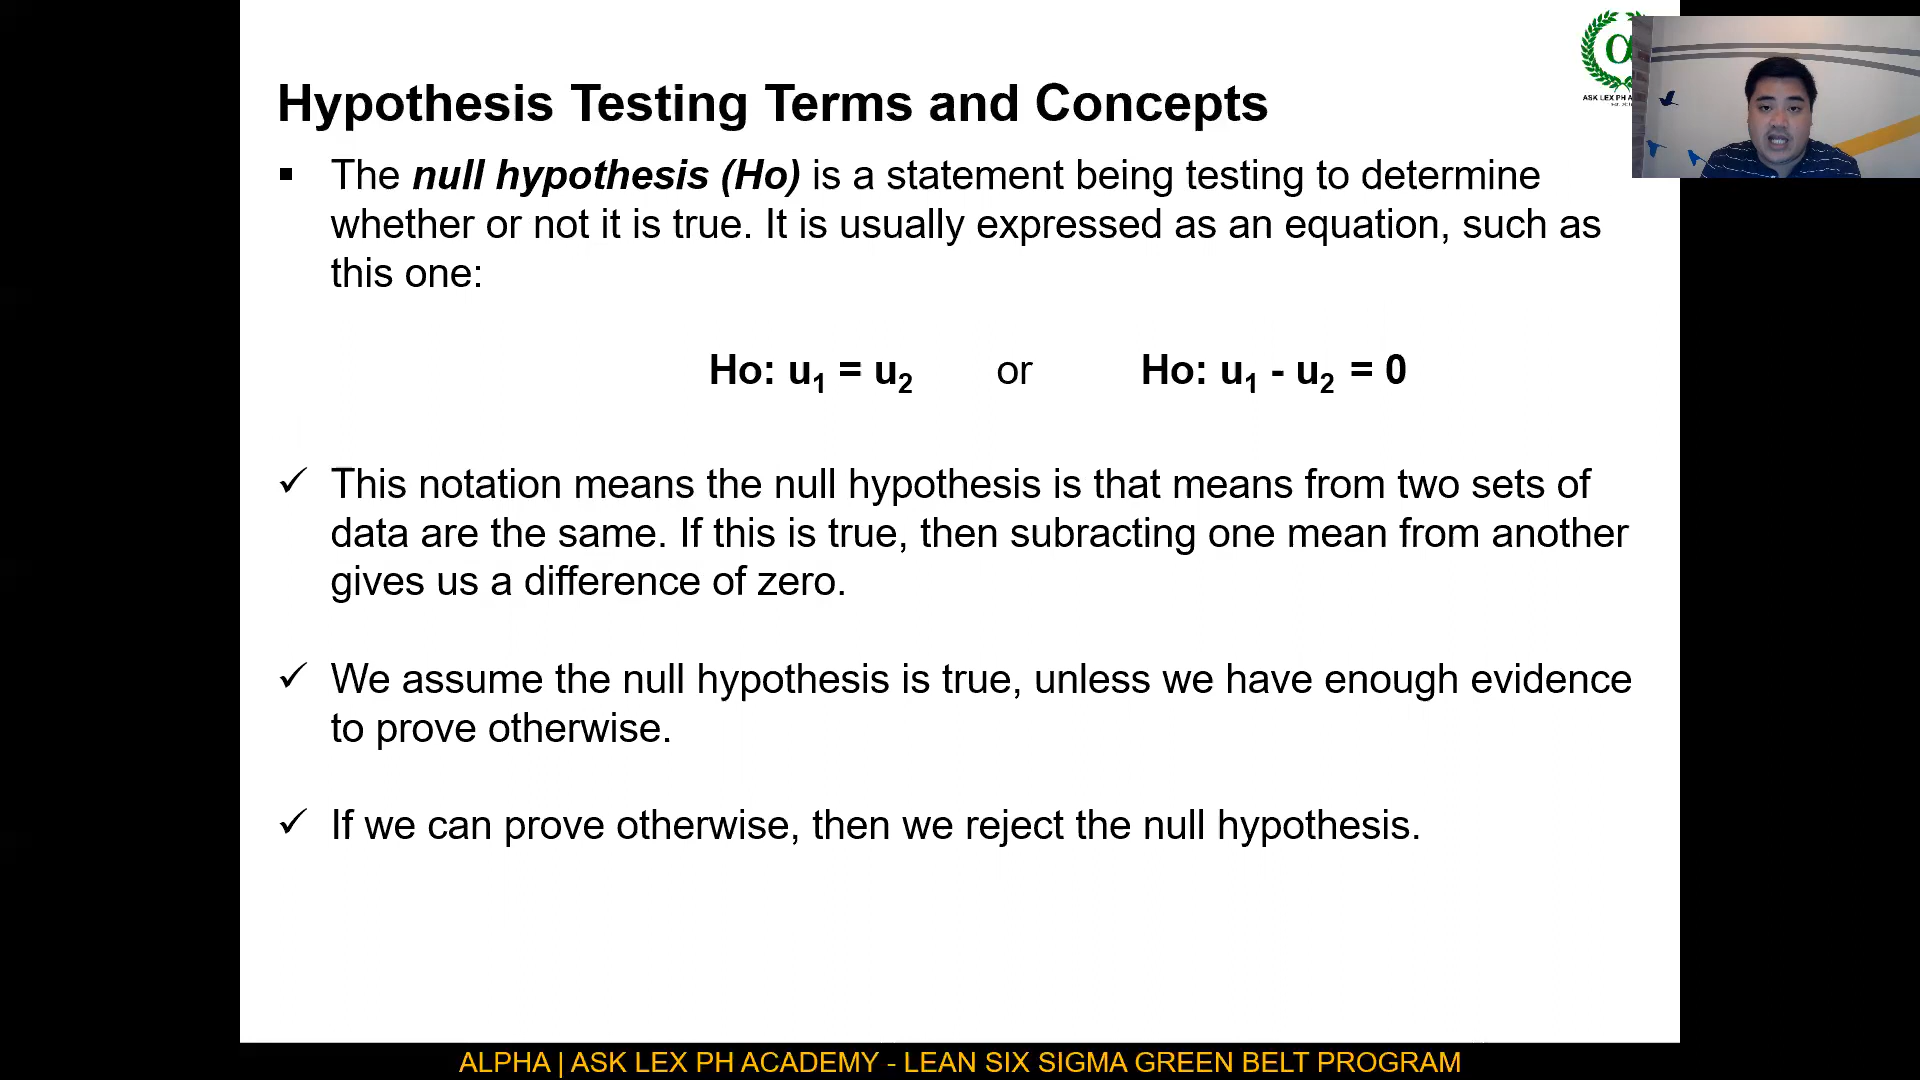 Hypothesis Testing Terms and Concepts
▪ The null hypothesis (Ho) is a statement being testing to determine
whether or not it is true. It is usually expressed as an equation, such as
this one:
Ho: u₁ = u₂ or Ho: u₁ - u₂ = 0
✓ This notation means the null hypothesis is that means from two sets of
data are the same. If this is true, then subracting one mean from another
gives us a difference of zero.
✓ We assume the null hypothesis is true, unless we have enough evidence
to prove otherwise.
✓ If we can prove otherwise, then we reject the null hypothesis.
ASK LEX PH
ALPHA | ASK LEX PH ACADEMY - LEAN SIX SIGMA GREEN BELT PROGRAM